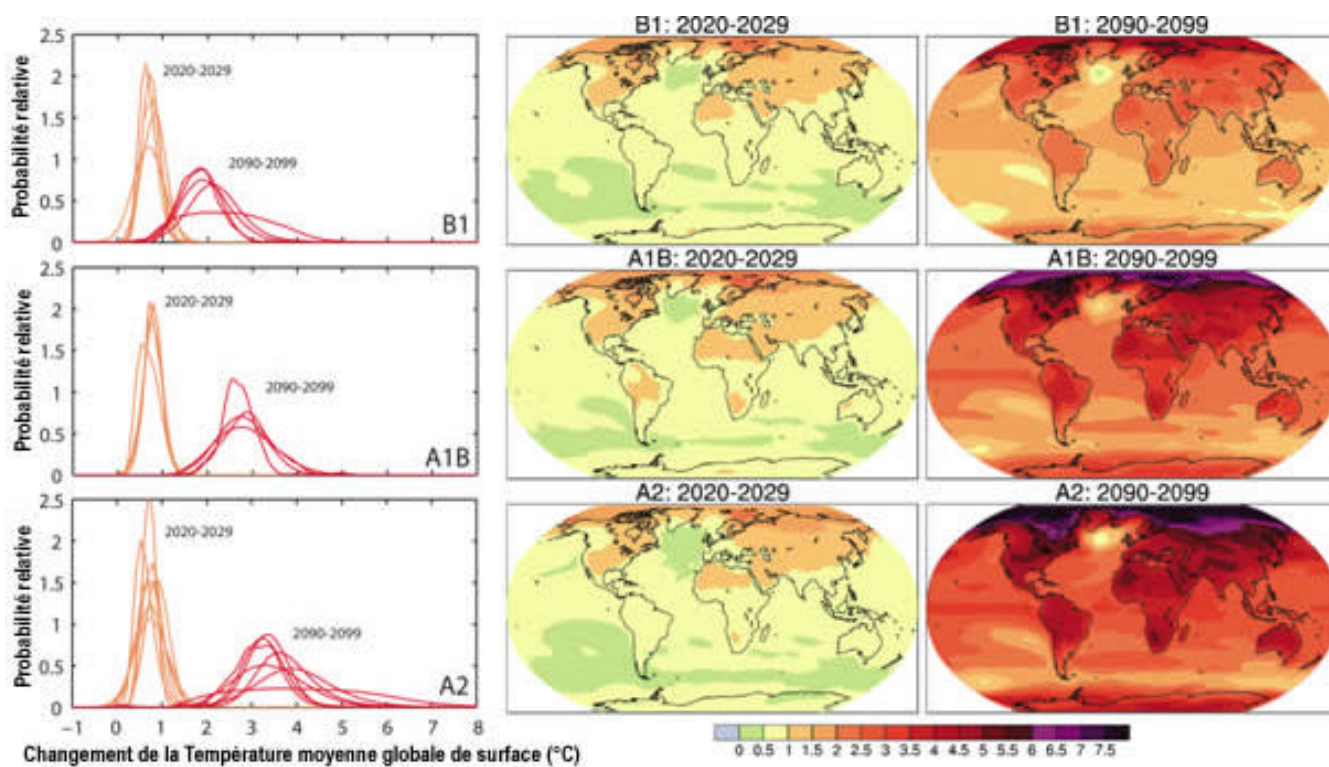 B1: 2020-2029
B1: 2090-2099
2.5
2
1.5
1
0.5
0
Probabilité relative
2020-2029
2090-2099
B1
A1B: 2020-2029
A1B: 2090-2099
2.5
2
1.5
1
0.5
0
Probabilité relative
2020-2029
2090-2099
A1B
A2: 2020-2029
A2: 2090-2099
2.5
2
1.5
1
0.5
0
Probabilité relative
2020-2029
2090-2099
A2
−1 0 1 2 3 4 5 6 7 8
Changement de la Température moyenne globale de surface (°C)
0 0.5 1 1.5 2 2.5 3 3.5 4 4.5 5 5.5 6 6.5 7 7.5